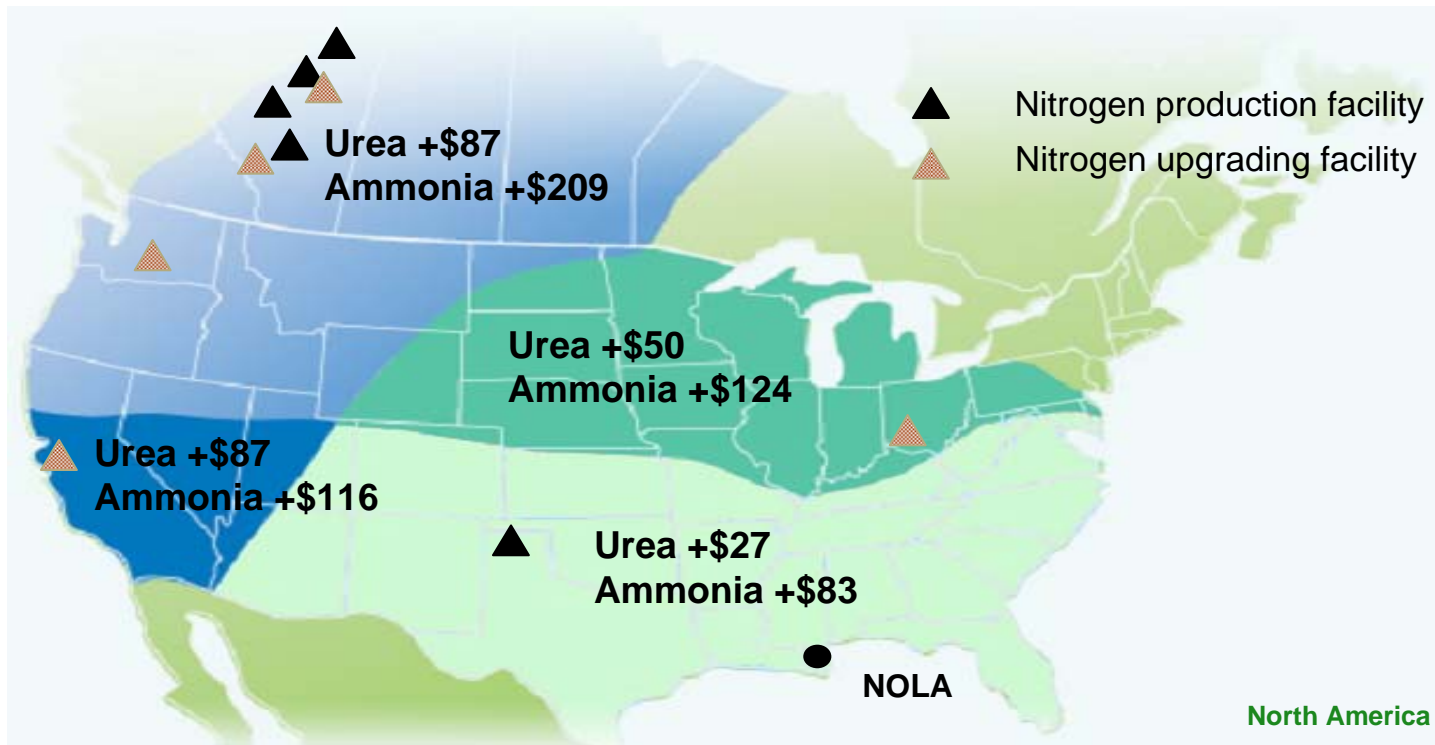 Nitrogen production facility
Nitrogen upgrading facility
Urea +$87
Ammonia +$209
Urea +$50
Ammonia +$124
Urea +$87
Ammonia +$116
Urea +$27
Ammonia +$83
NOLA
North America